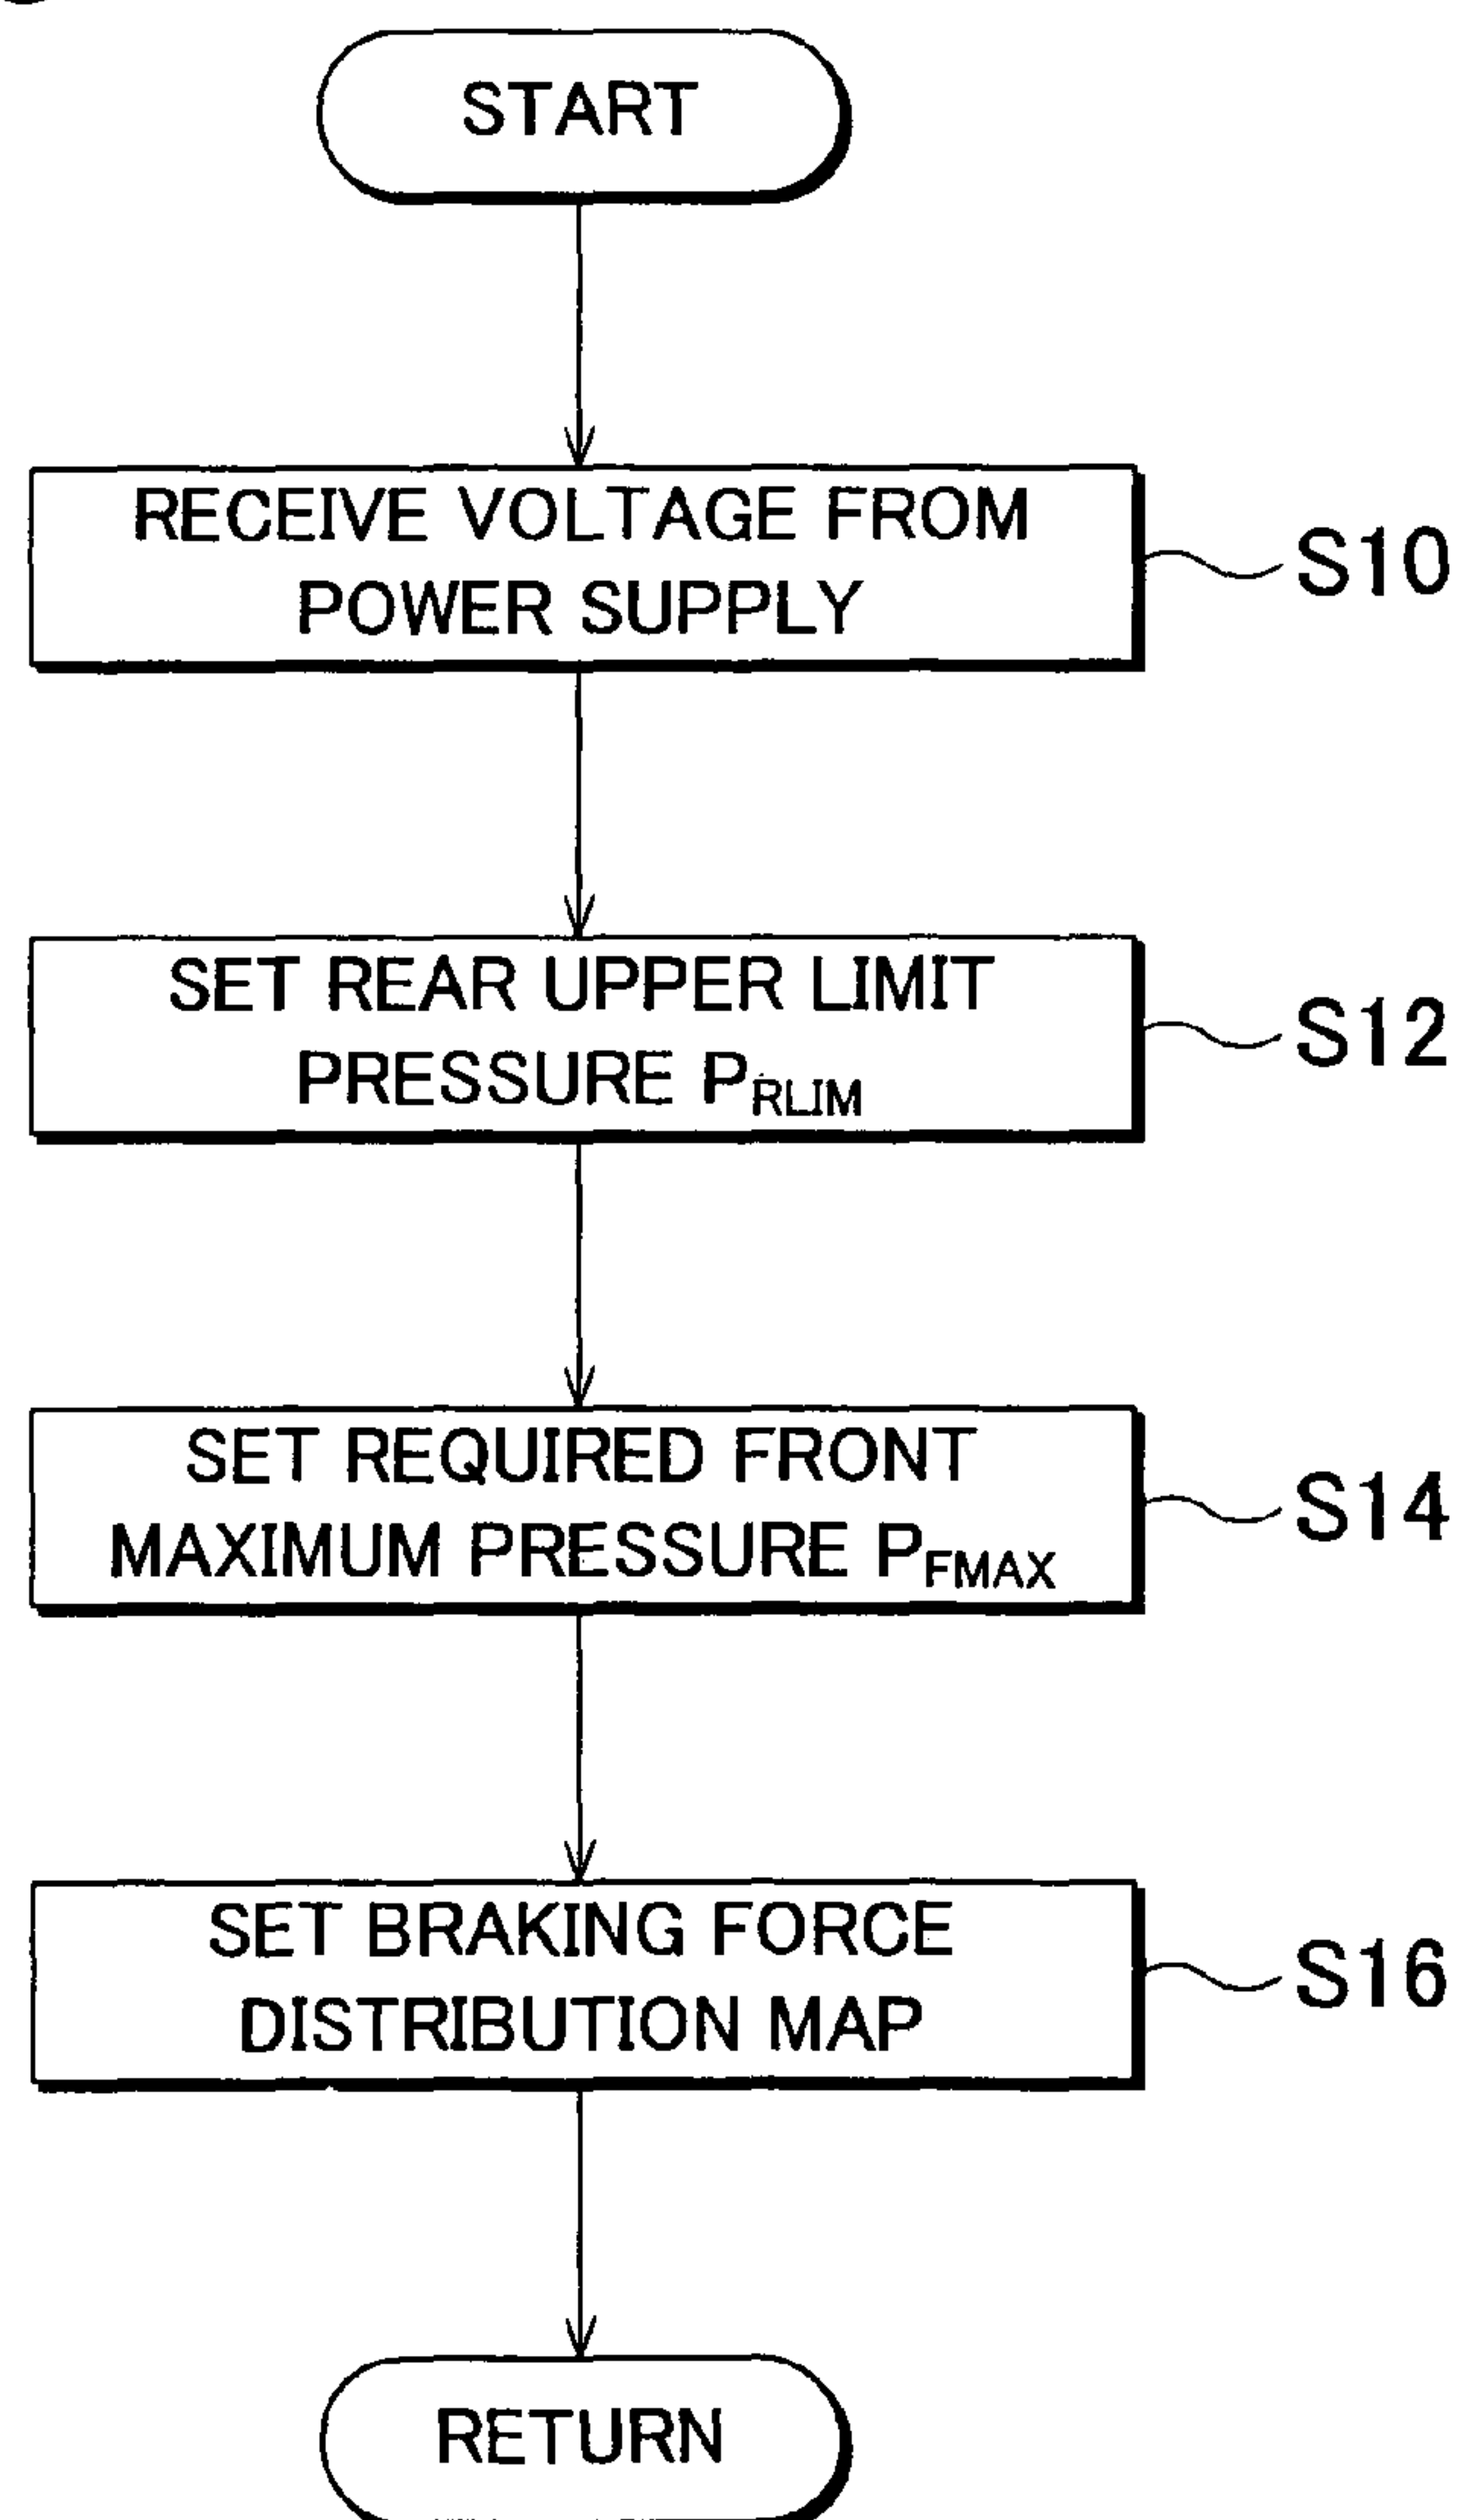 START
RECEIVE VOLTAGE FROM
POWER SUPPLY
S10
SET REAR UPPER LIMIT
PRESSURE PRLIM
S12
SET REQUIRED FRONT
MAXIMUM PRESSURE PFMAX
S14
SET BRAKING FORCE
DISTRIBUTION MAP
S16
RETURN